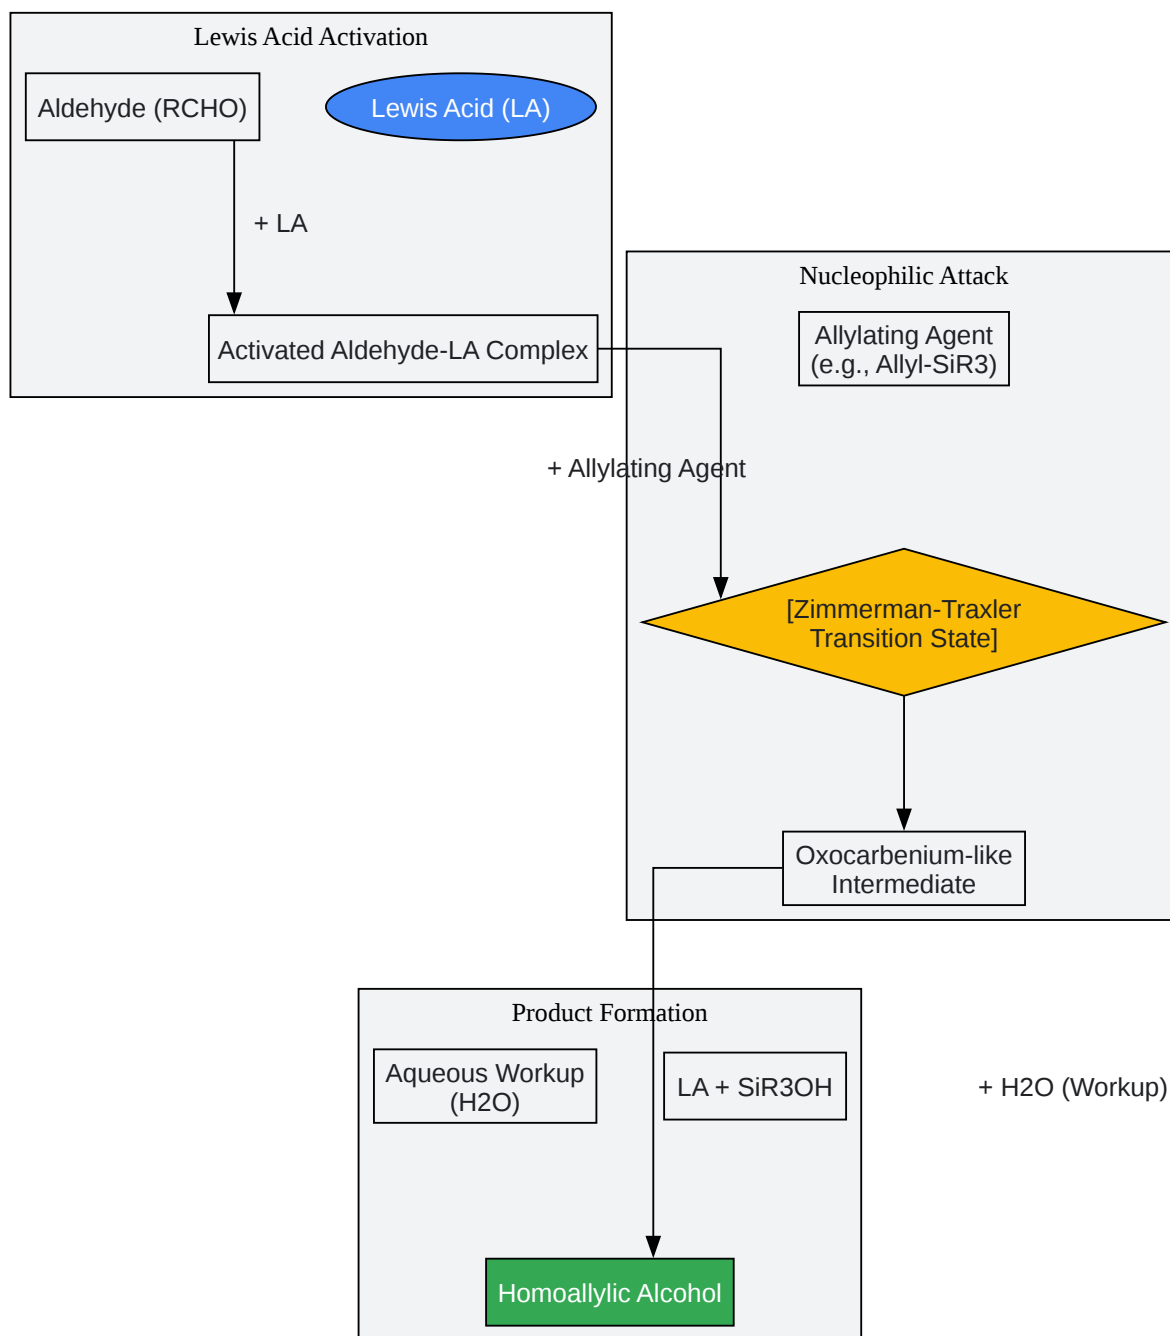 Lewis Acid Activation
Aldehyde (RCHO)
Lewis Acid (LA)
+ LA
Activated Aldehyde-LA Complex
Nucleophilic Attack
Allylating Agent
(e.g., Allyl-SiR3)
+ Allylating Agent
[Zimmerman-Traxler
Transition State]
Oxocarbenium-like
Intermediate
Product Formation
Aqueous Workup
(H2O)
LA + SiR3OH
+ H2O (Workup)
Homoallylic Alcohol